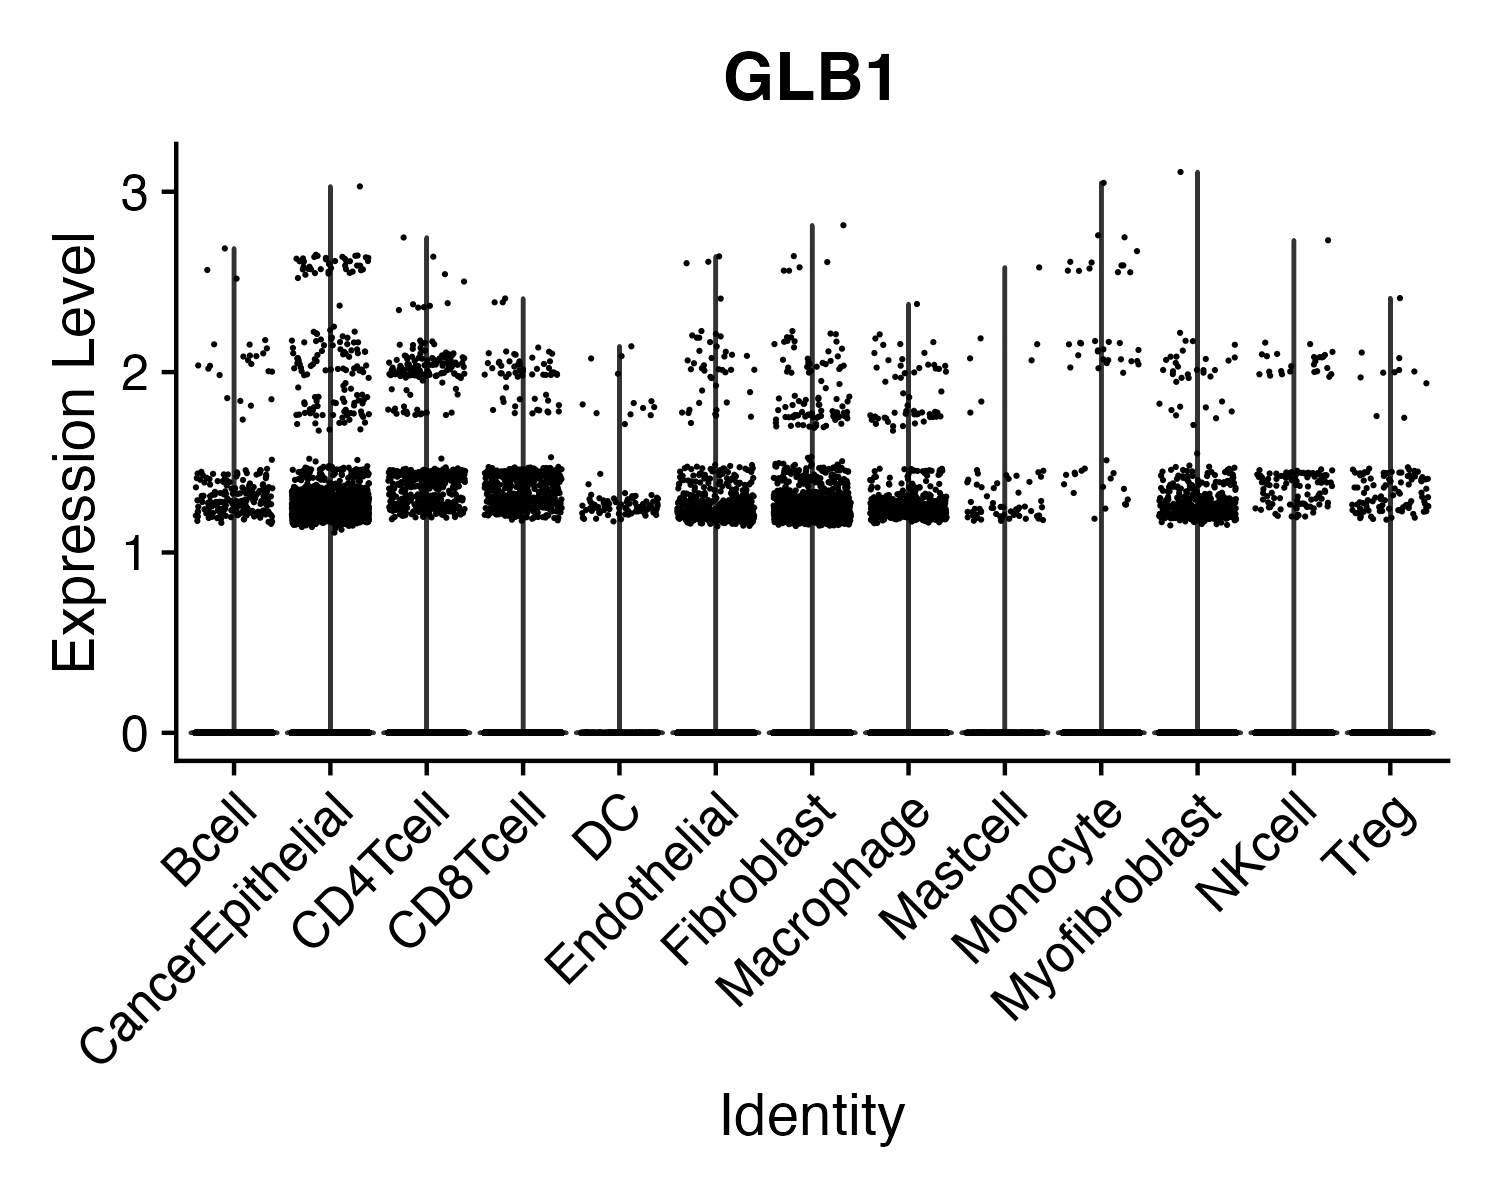 GLB1
Expression Level
3
2
1
0
Bcell
CancerEpithelial
CD4Tcell
CD8Tcell
DC
Endothelial
Fibroblast
Macrophage
Mastcell
Monocyte
Myofibroblast
NKcell
Treg
Identity